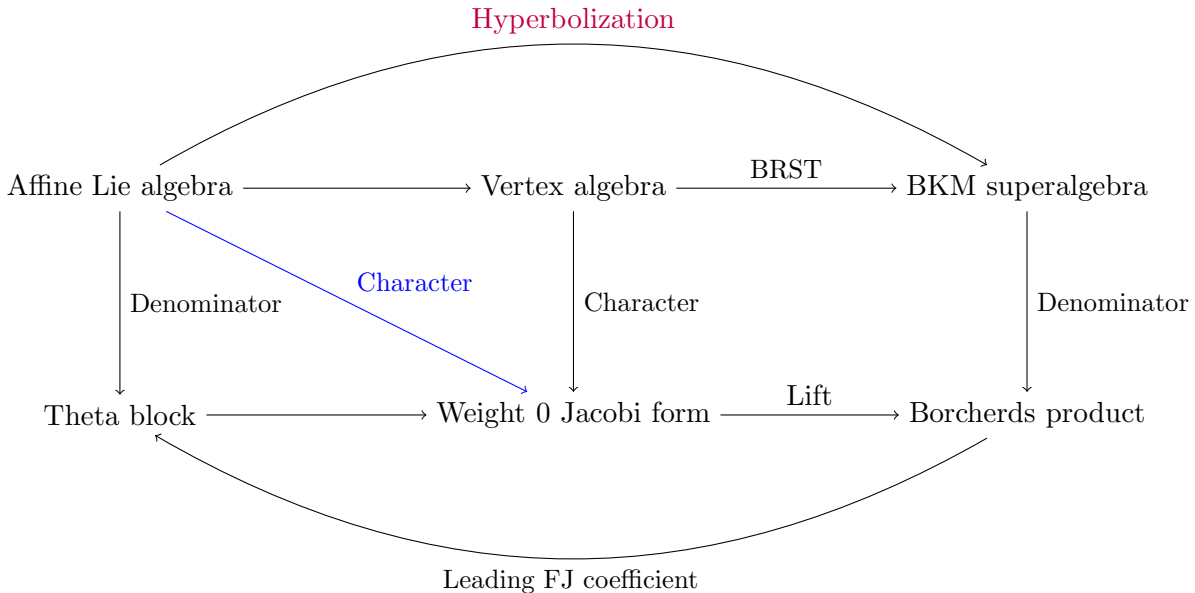 Hyperbolization
Affine Lie algebra
Vertex algebra
BRST
BKM superalgebra
Character
Denominator
Character
Denominator
Theta block
Weight 0 Jacobi form
Lift
Borcherds product
Leading FJ coefficient